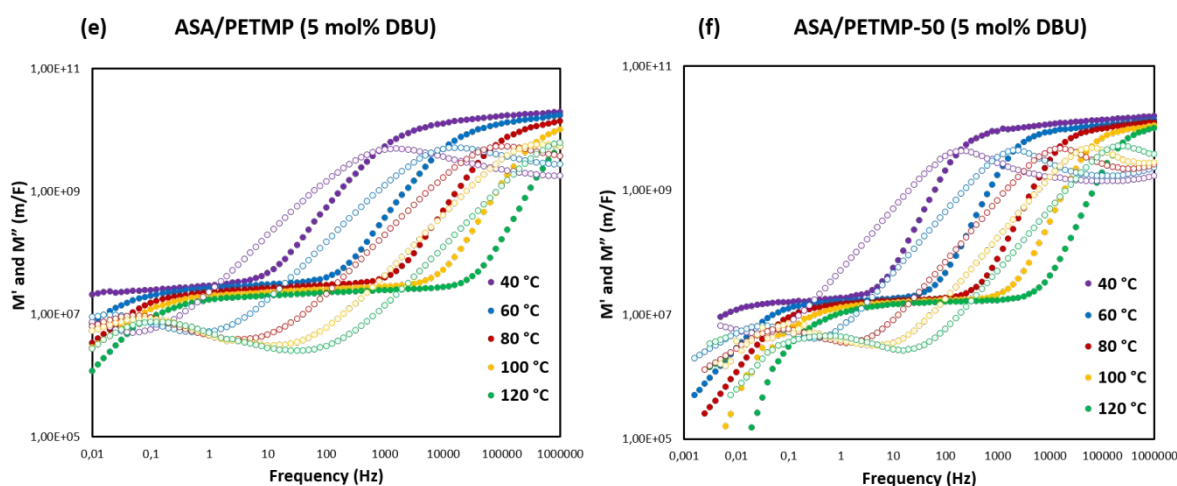 (e) ASA/PETMP (5 mol% DBU)
M' and M″ (m/F)
1,00E+11
1,00E+09
1,00E+07
1,00E+05
40 °C
60 °C
80 °C
100 °C
120 °C
0,01 0,1 1 10 100 1000 10000 100000 1000000
Frequency (Hz)
(f) ASA/PETMP-50 (5 mol% DBU)
M' and M″ (m/F)
1,00E+11
1,00E+09
1,00E+07
1,00E+05
40 °C
60 °C
80 °C
100 °C
120 °C
0,001 0,01 0,1 1 10 100 1000 10000 100000 1000000
Frequency (Hz)